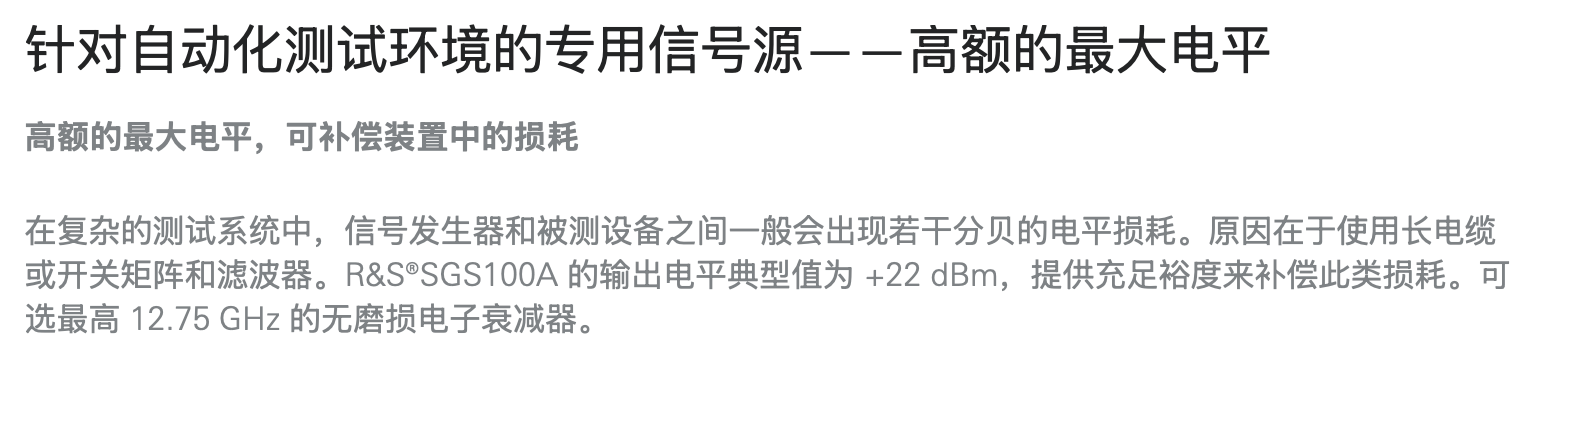 针对自动化测试环境的专用信号源——高额的最大电平
高额的最大电平，可补偿装置中的损耗
在复杂的测试系统中，信号发生器和被测设备之间一般会出现若干分贝的电平损耗。原因在于使用长电缆
或开关矩阵和滤波器。R&S®SGS100A 的输出电平典型值为 +22 dBm，提供充足裕度来补偿此类损耗。可
选最高 12.75 GHz 的无磨损电子衰减器。